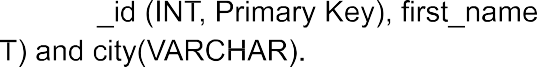 _id (INT, Primary Key), first_name
T) and city(VARCHAR).